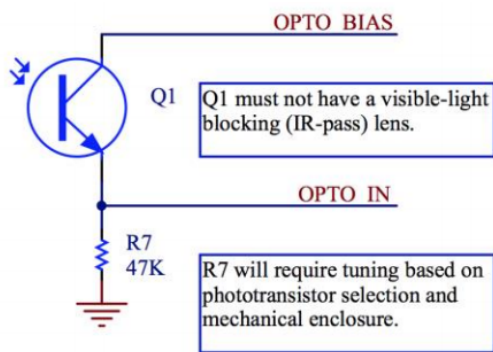 OPTO BIAS
Q1
Q1 must not have a visible-light
blocking (IR-pass) lens.
OPTO IN
R7
47K
R7 will require tuning based on
phototransistor selection and
mechanical enclosure.